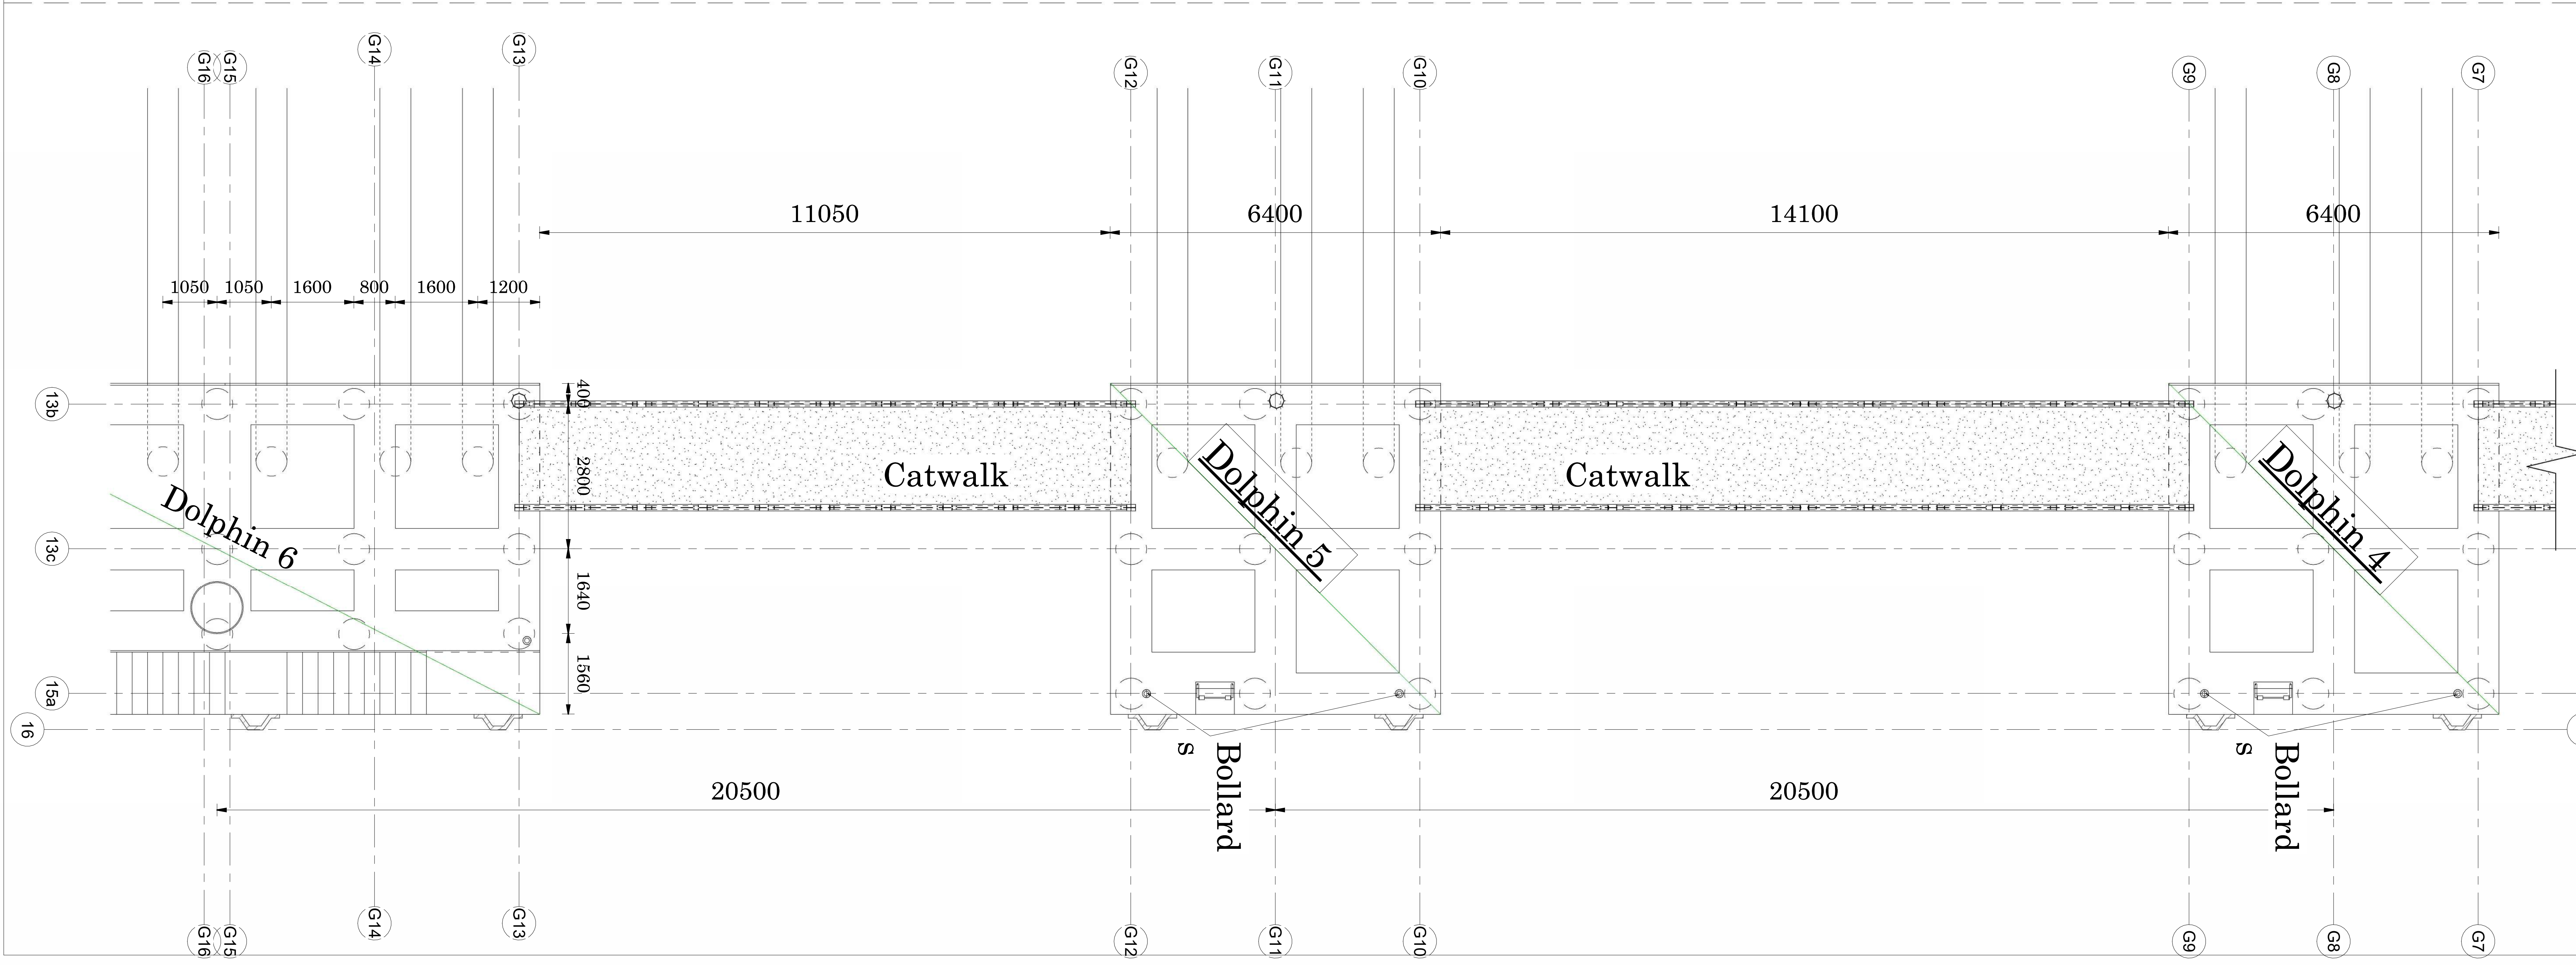 G16
G15
G14
G13
G12
G11
G10
G9
G8
G7
11050
6400
14100
6400
1050
1050
1600
800
1600
1200
13b
400
2800
Catwalk
Catwalk
Dolphin 6
Dolphin 5
Dolphin 4
13c
1640
1560
15a
16
Bollard
s
Bollard
s
20500
20500
G16
G15
G14
G13
G12
G11
G10
G9
G8
G7